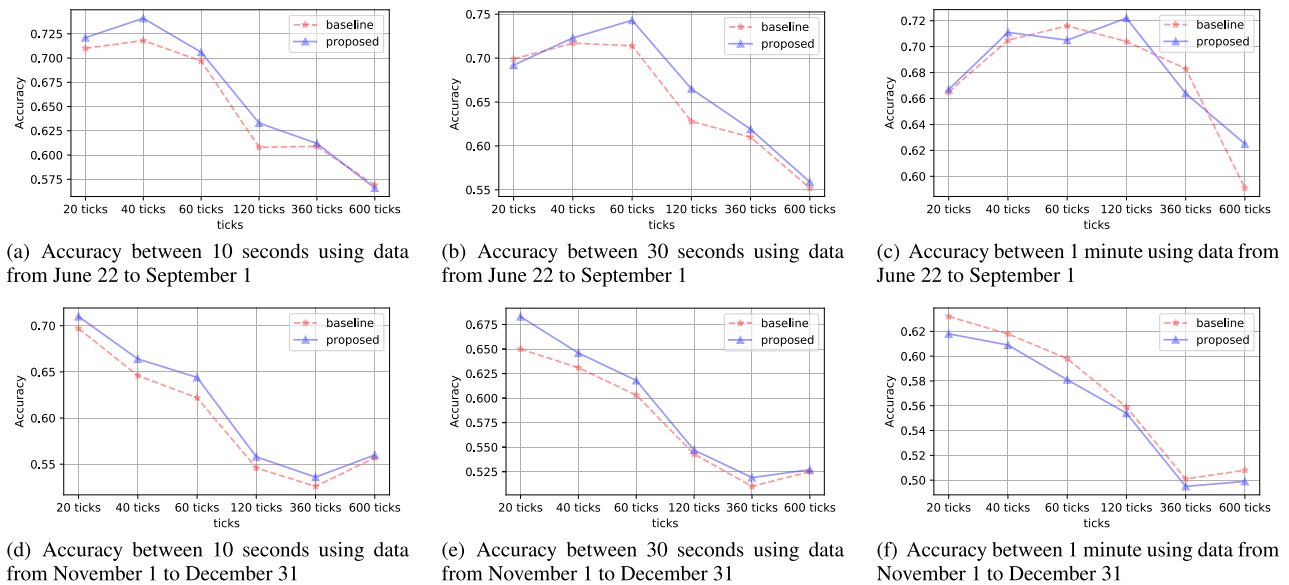 baseline
proposed
0.725
0.700
0.675
0.650
0.625
0.600
0.575
Accuracy
20 ticks 40 ticks 60 ticks 120 ticks 360 ticks 600 ticks
ticks
(a) Accuracy between 10 seconds using data
from June 22 to September 1
baseline
proposed
0.75
0.70
0.65
0.60
0.55
Accuracy
20 ticks 40 ticks 60 ticks 120 ticks 360 ticks 600 ticks
ticks
(b) Accuracy between 30 seconds using data
from June 22 to September 1
baseline
proposed
0.72
0.70
0.68
0.66
0.64
0.62
0.60
Accuracy
20 ticks 40 ticks 60 ticks 120 ticks 360 ticks 600 ticks
ticks
(c) Accuracy between 1 minute using data from
June 22 to September 1
baseline
proposed
0.70
0.65
0.60
0.55
Accuracy
20 ticks 40 ticks 60 ticks 120 ticks 360 ticks 600 ticks
ticks
(d) Accuracy between 10 seconds using data
from November 1 to December 31
baseline
proposed
0.675
0.650
0.625
0.600
0.575
0.550
0.525
Accuracy
20 ticks 40 ticks 60 ticks 120 ticks 360 ticks 600 ticks
ticks
(e) Accuracy between 30 seconds using data
from November 1 to December 31
baseline
proposed
0.62
0.60
0.58
0.56
0.54
0.52
0.50
Accuracy
20 ticks 40 ticks 60 ticks 120 ticks 360 ticks 600 ticks
ticks
(f) Accuracy between 1 minute using data from
November 1 to December 31